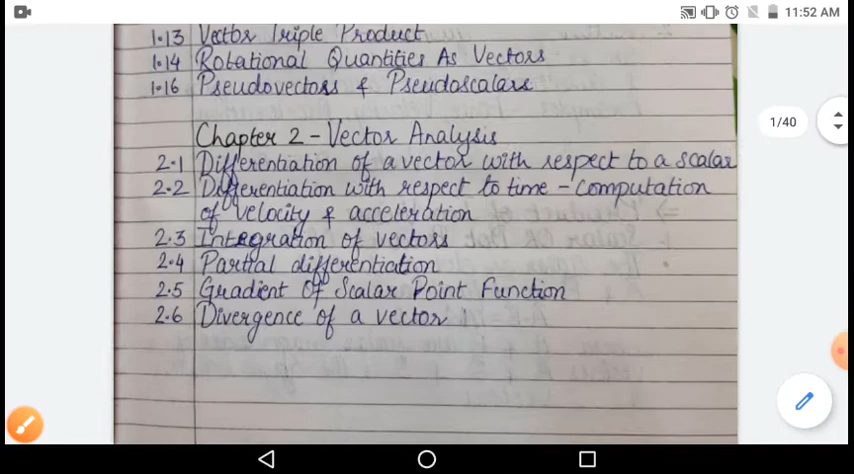 11:52 AM
1.13 Vector Triple Product
1.14 Rotational Quantities As Vectors
1.16 Pseudovectors & Pseudoscalars
1/40
Chapter 2 - Vector Analysis
2.1 Differentiation of a vector with respect to a scalar
2.2 Differentiation with respect to time - Computation
of velocity & acceleration
2.3 Integration of vectors
2.4 Partial differentiation
2.5 Gradient Of Scalar Point Function
2.6 Divergence of a vector